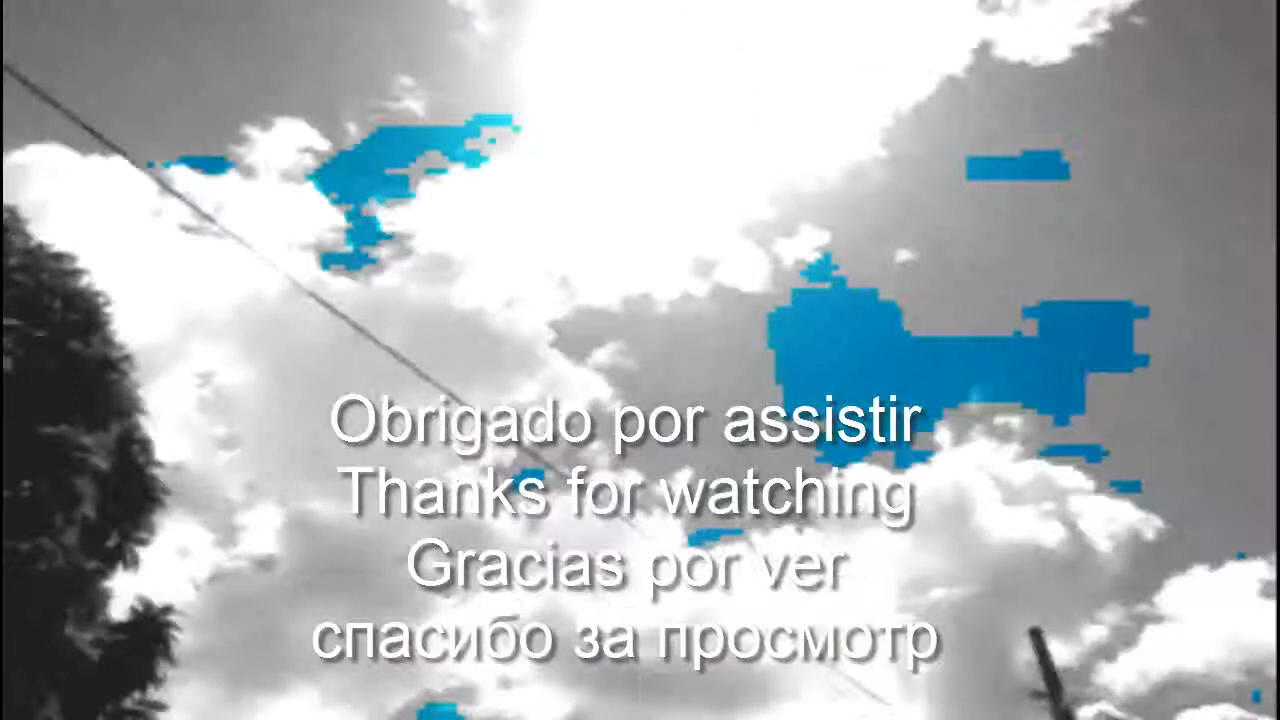 Obrigado por assistir
Thanks for watching
Gracias por ver
спасибо за просмотр